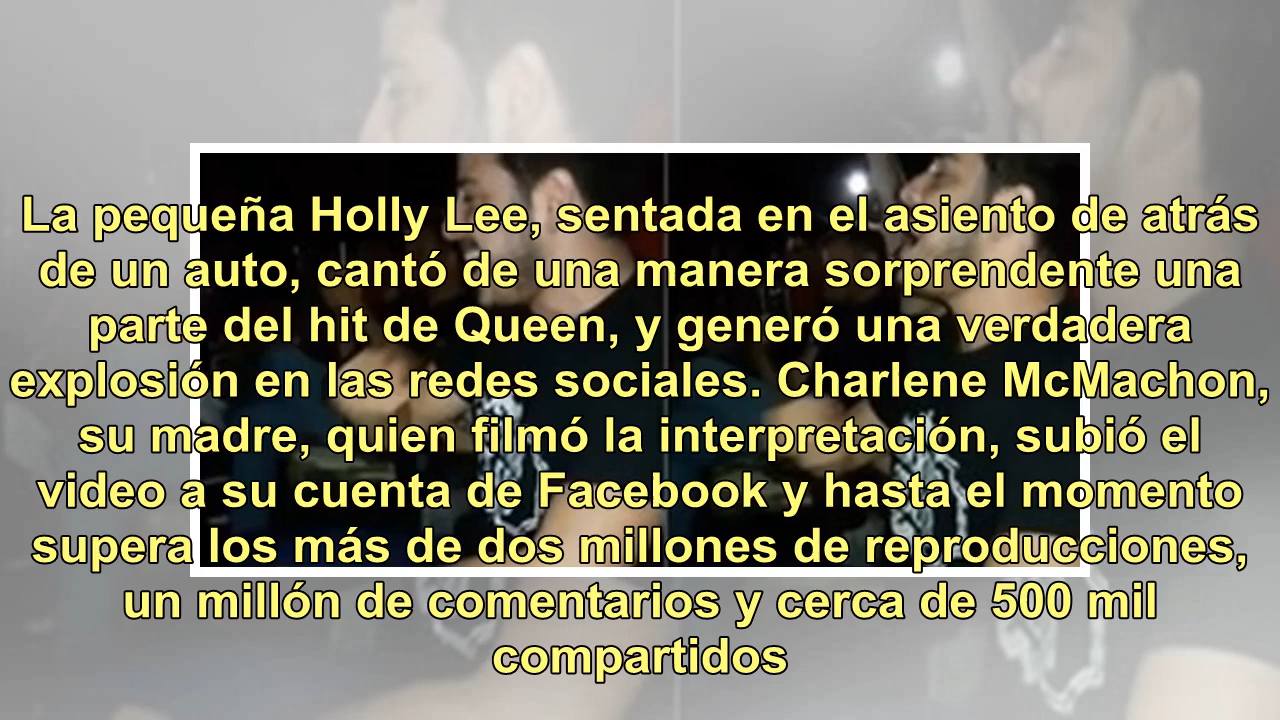 La pequeña Holly Lee, sentada en el asiento de atrás
de un auto, cantó de una manera sorprendente una
parte del hit de Queen, y generó una verdadera
explosión en las redes sociales. Charlene McMachon,
su madre, quien filmó la interpretación, subió el
video a su cuenta de Facebook y hasta el momento
supera los más de dos millones de reproducciones,
un millón de comentarios y cerca de 500 mil
compartidos